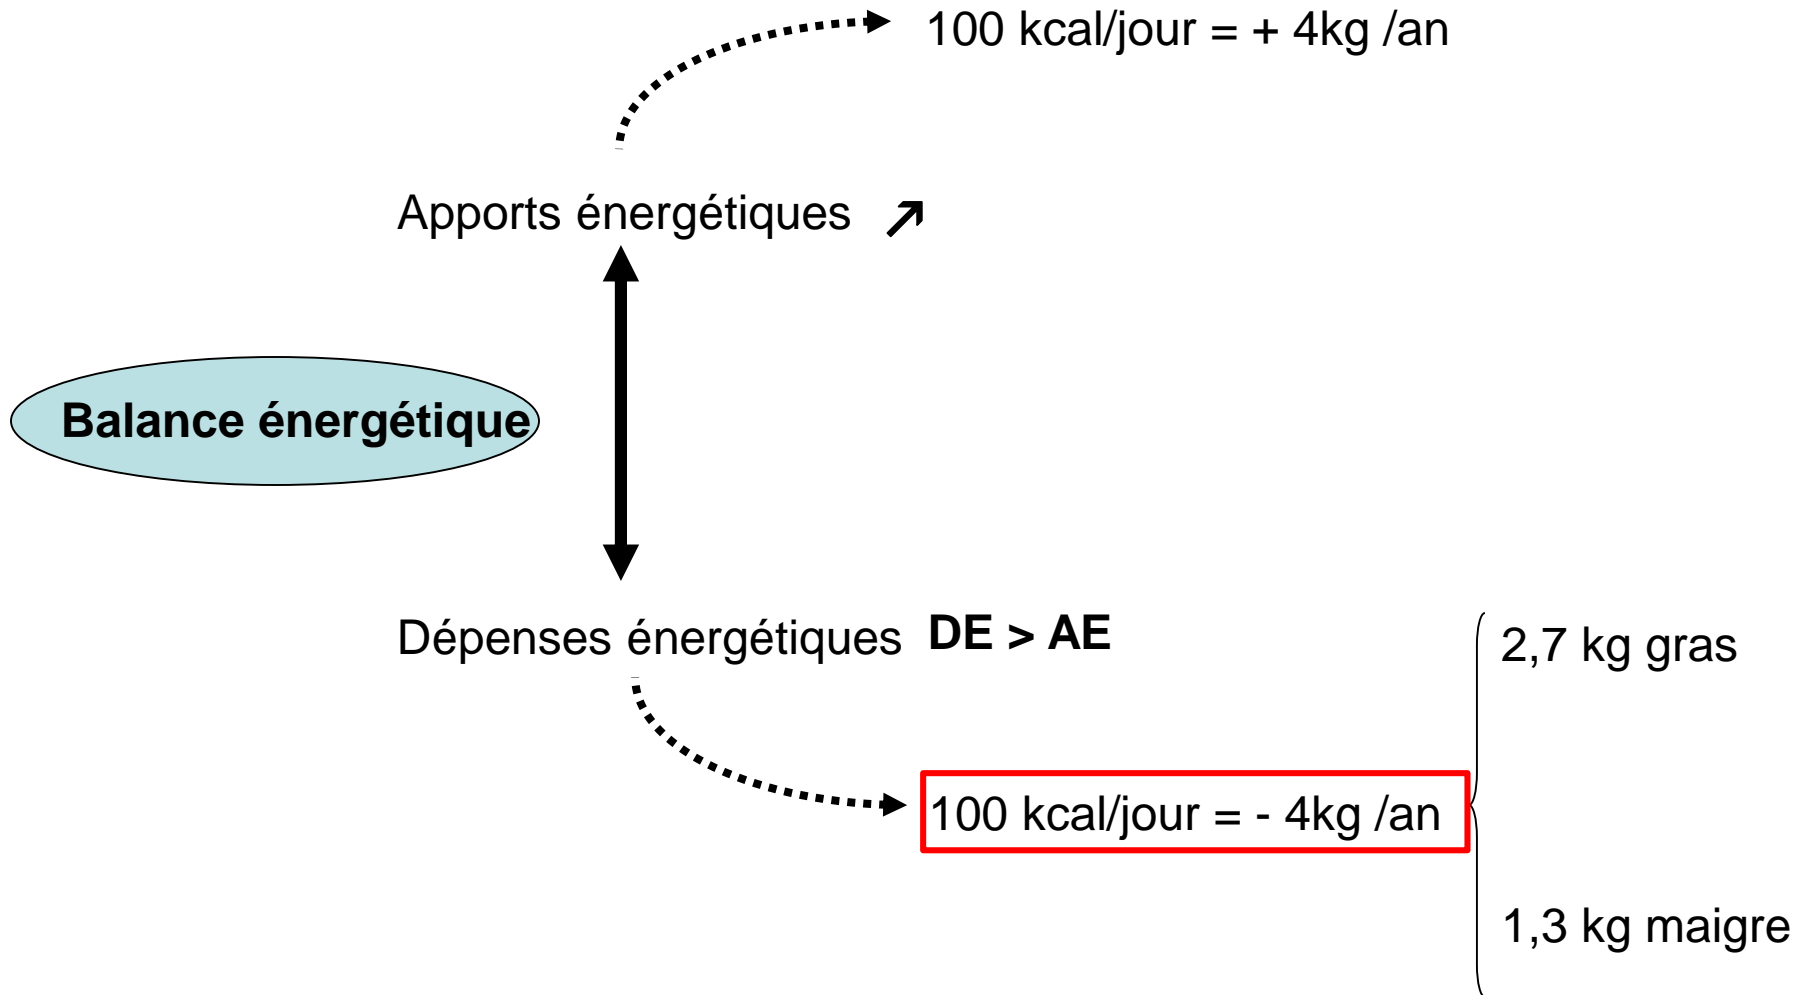 100 kcal/jour = + 4kg /an
Apports énergétiques ↗
Balance énergétique
Dépenses énergétiques DE > AE
2,7 kg gras
100 kcal/jour = - 4kg /an
1,3 kg maigre